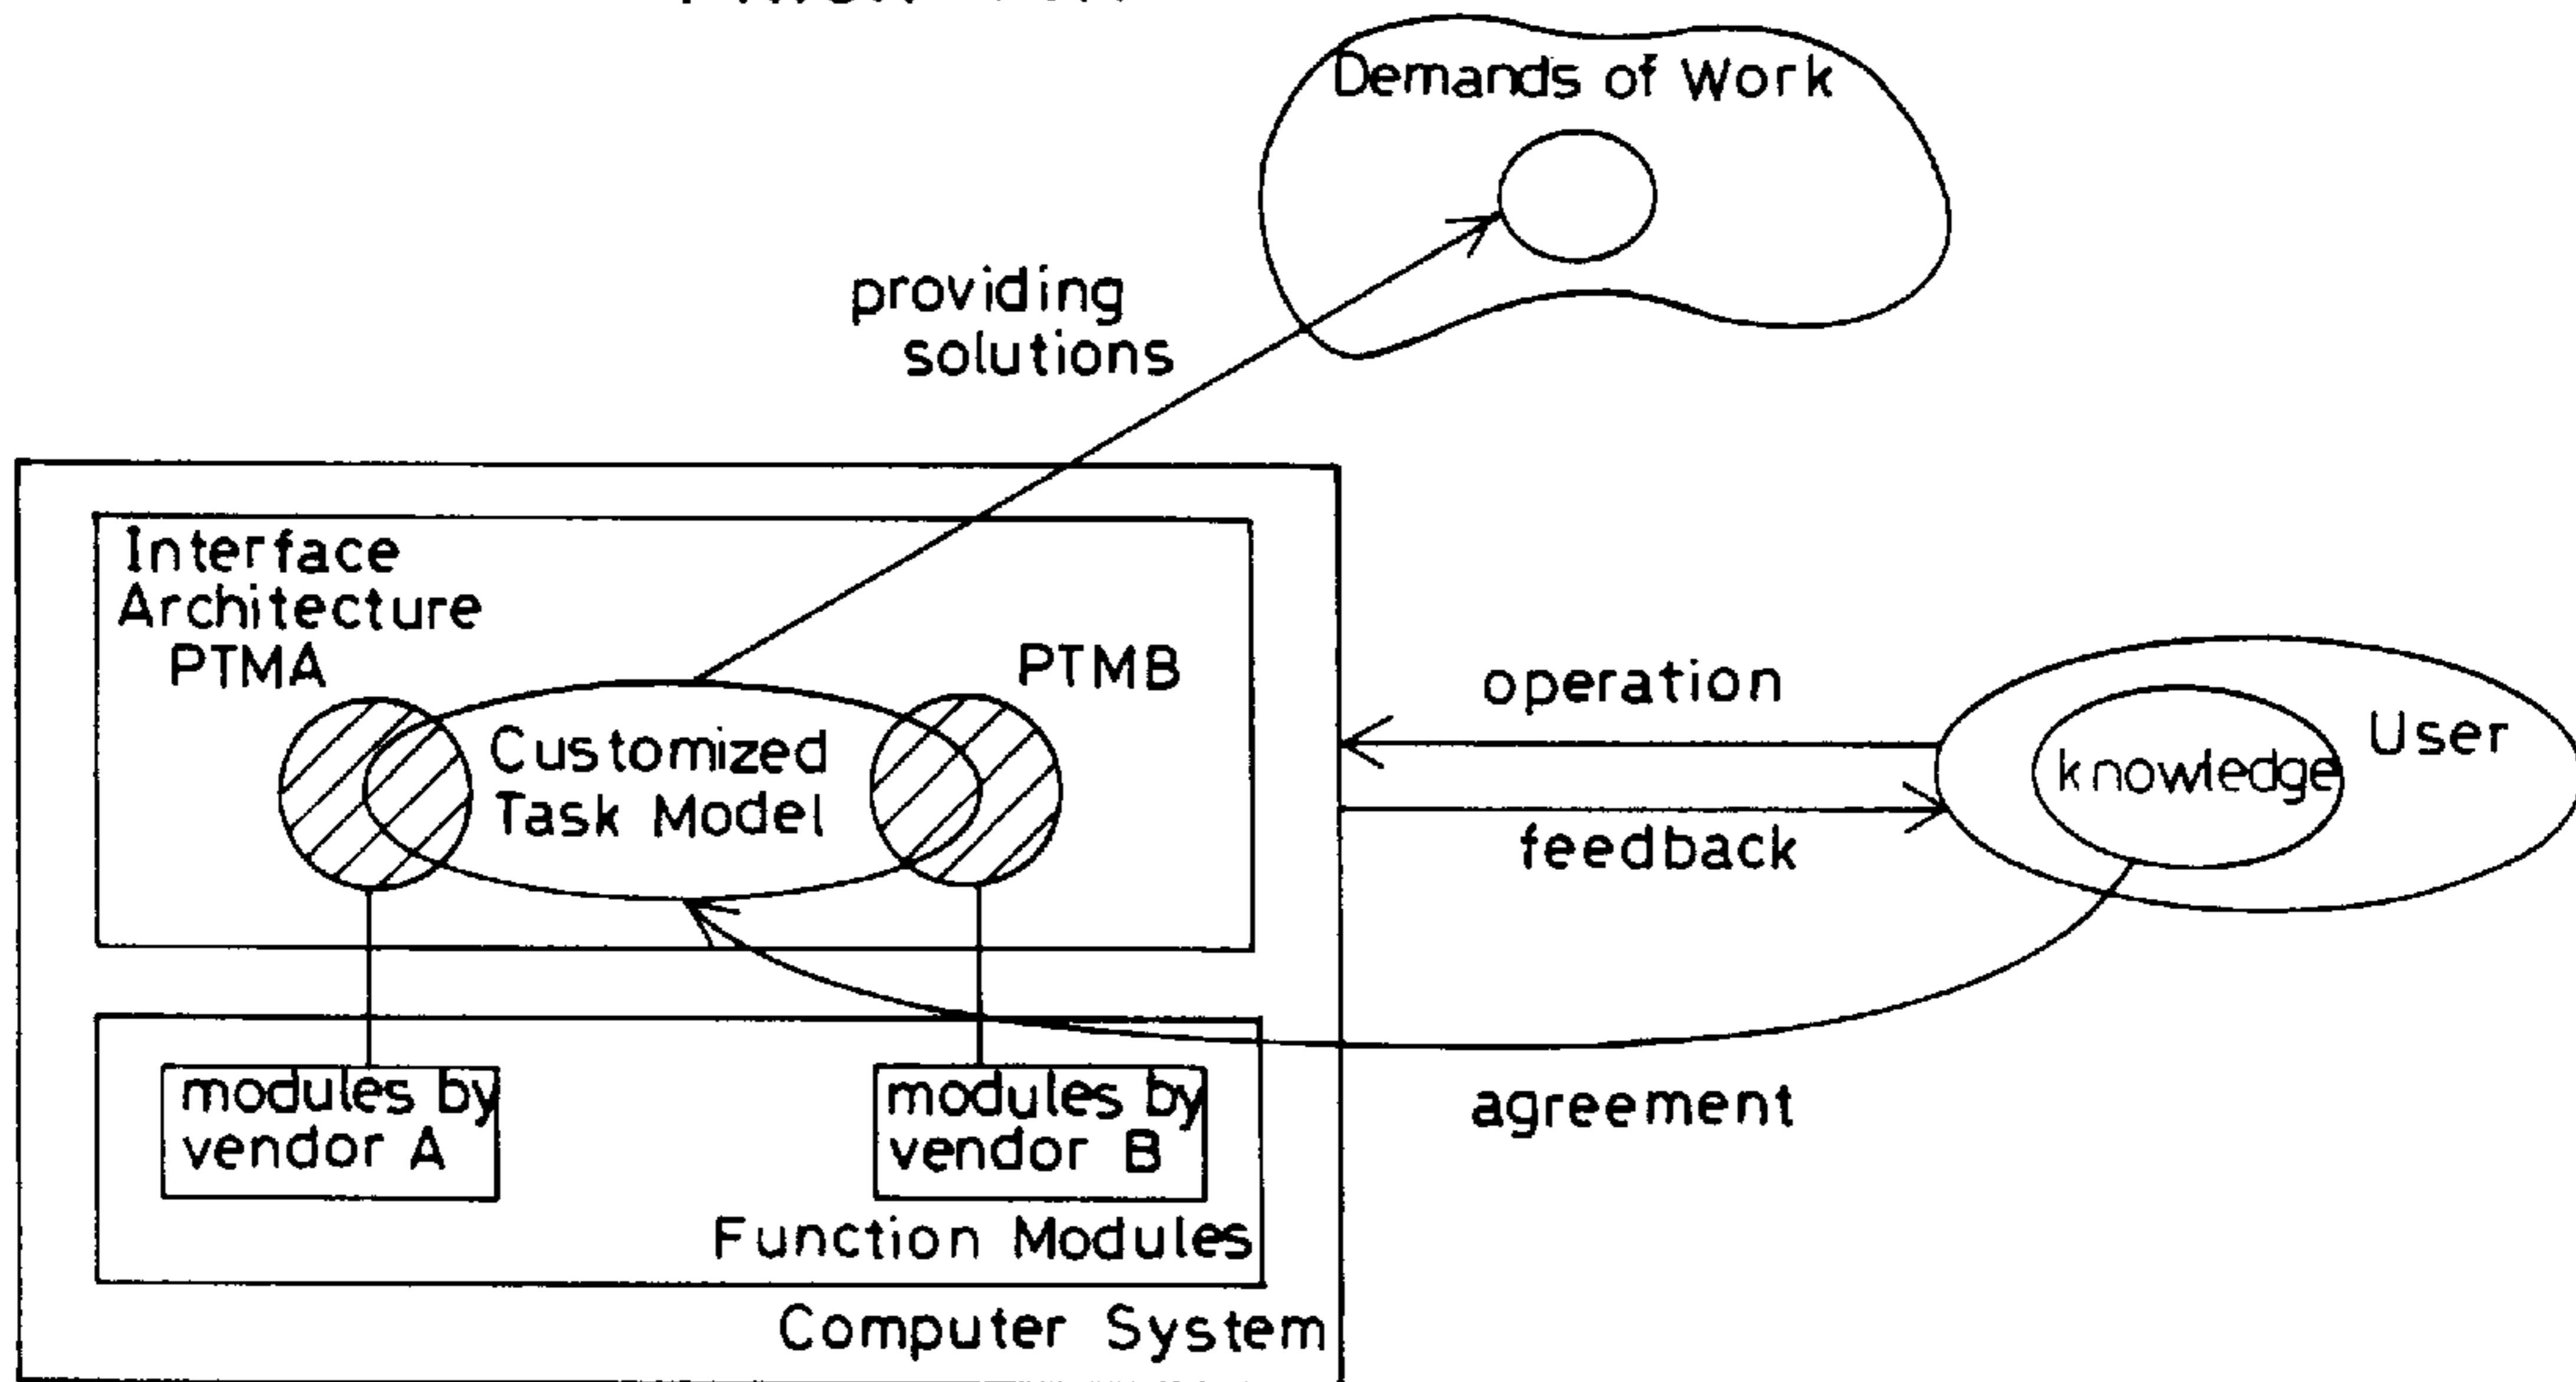 Demands of Work
providing
solutions
Interface
Architecture
PTMA
PTMB
Customized
Task Model
operation
feedback
knowledge
User
agreement
modules by
vendor A
modules by
vendor B
Function Modules
Computer System